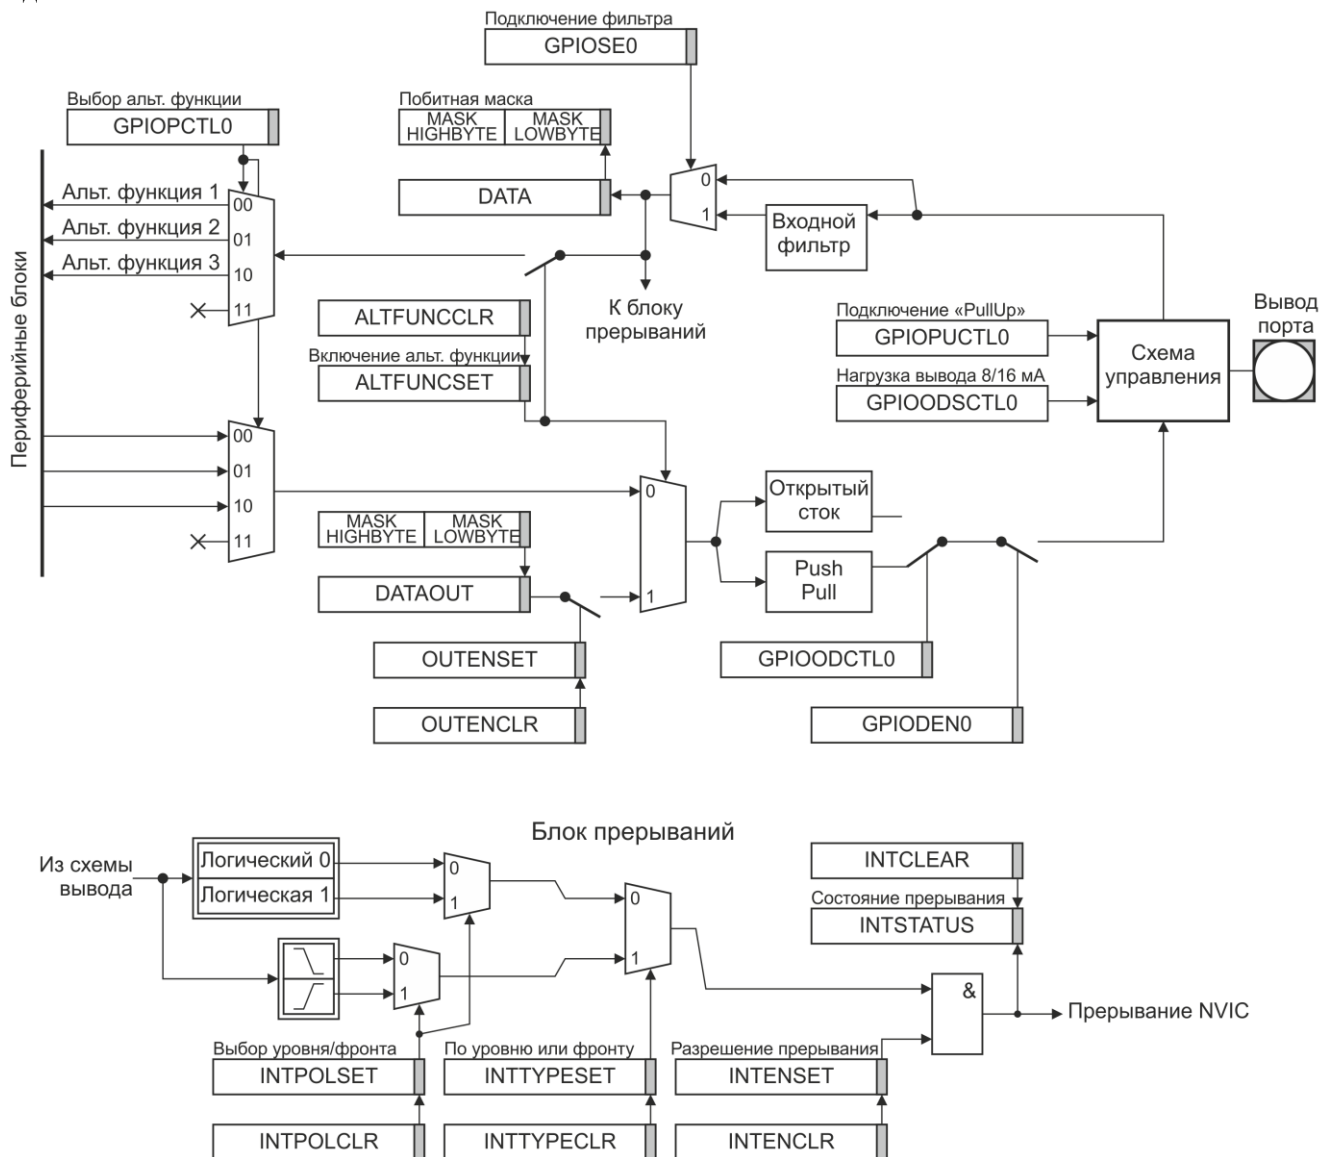 Подключение фильтра
GPIOSE0
Выбор альт. функции
GPIOPCTL0
Побитная маска
MASK HIGHBYTE
MASK LOWBYTE
Альт. функция 1
00
DATA
0
1
Входной
фильтр
Альт. функция 2
01
Альт. функция 3
10
11
Периферийные блоки
К блоку
прерываний
ALTFUNCCLR
Включение альт. функции
ALTFUNCSET
Подключение «PullUp»
GPIOPUCTL0
Нагрузка вывода 8/16 мА
GPIOODSCTL0
Схема
управления
Вывод
порта
00
01
10
11
0
1
MASK HIGHBYTE
MASK LOWBYTE
DATAOUT
OUTENSET
OUTENCLR
Открытый
сток
Push
Pull
GPIOODCTL0
GPIODEN0
Блок прерываний
Из схемы
вывода
Логический 0
Логическая 1
0
1
0
1
0
1
INTCLEAR
Состояние прерывания
INTSTATUS
&
Прерывание NVIC
Выбор уровня/фронта
INTPOLSET
INTPOLCLR
По уровню или фронту
INTTYPESET
INTTYPECLR
Разрешение прерывания
INTENSET
INTENCLR